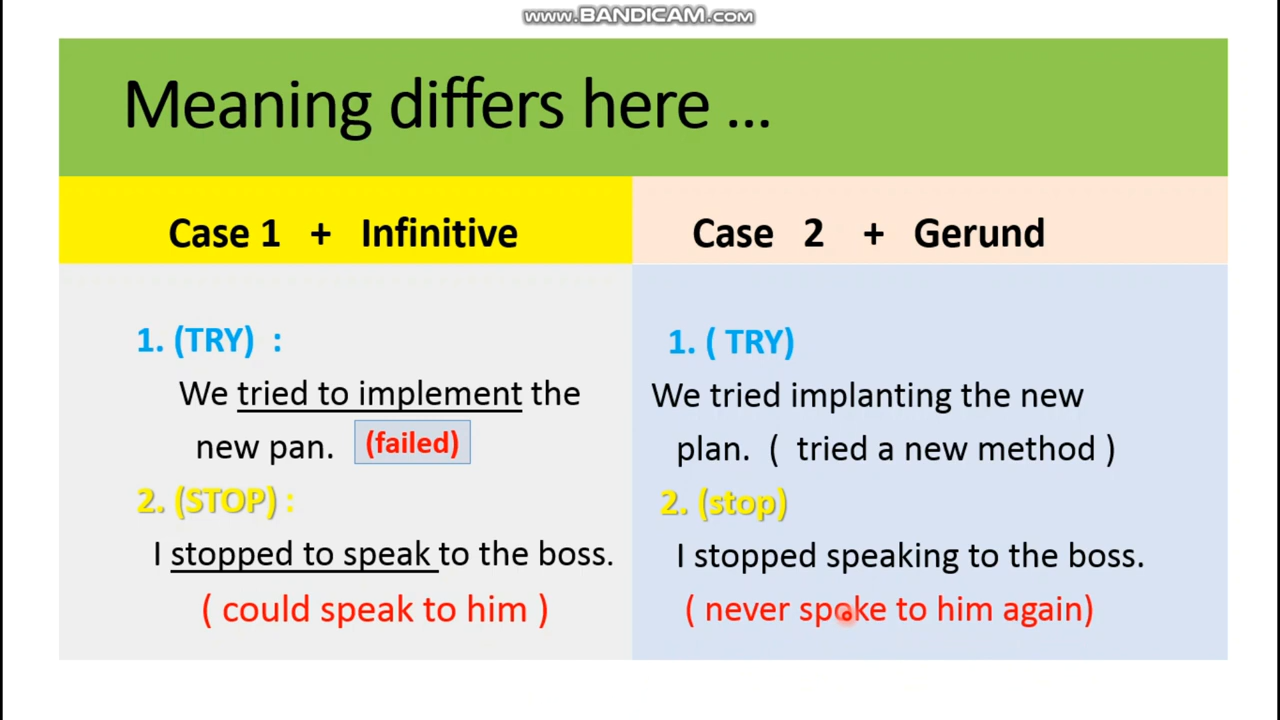 www.BANDICAM.com
Meaning differs here ...
Case 1 + Infinitive
1. (TRY) :
We tried to implement the
new pan. (failed)
2. (STOP) :
I stopped to speak to the boss.
( could speak to him )
Case 2 + Gerund
1. ( TRY)
We tried implanting the new
plan. ( tried a new method )
2. (stop)
I stopped speaking to the boss.
( never spoke to him again)